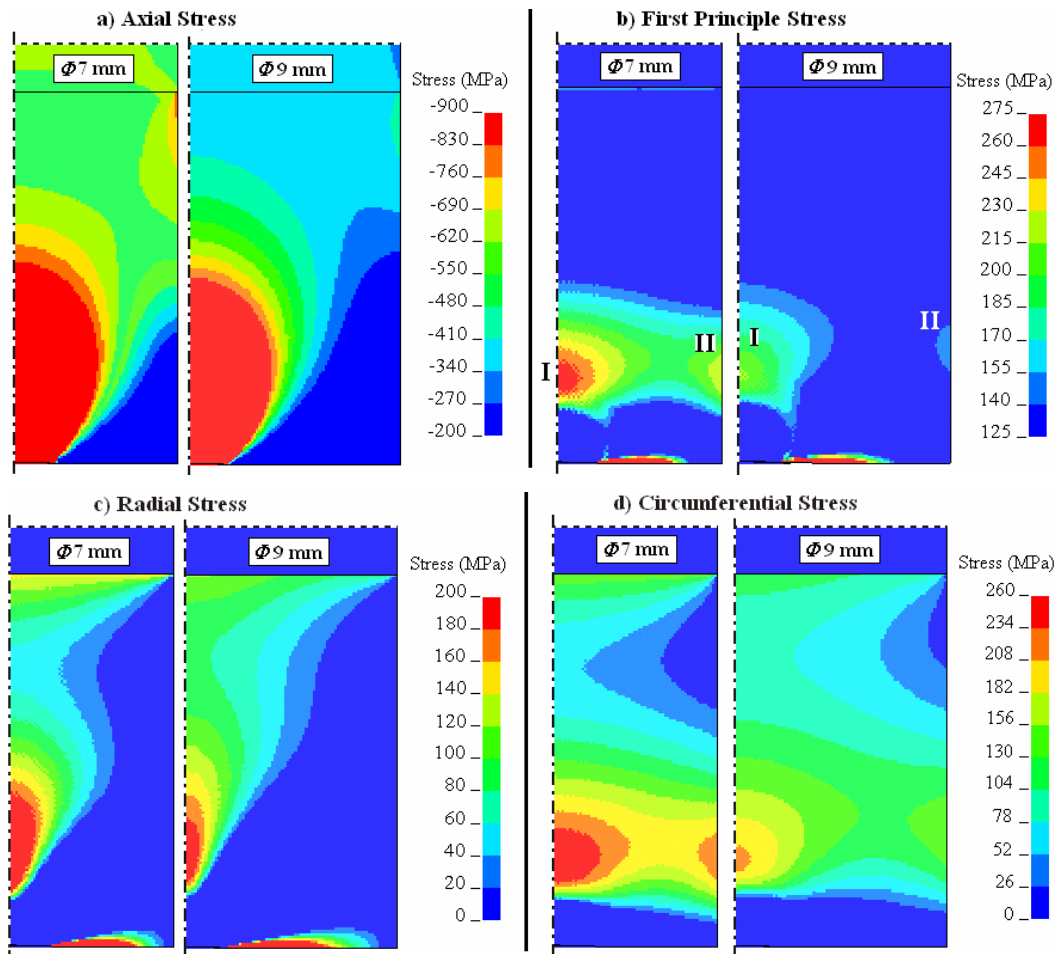 a) Axial Stress
Φ7 mm
Φ9 mm
Stress (MPa)
-900
-830
-760
-690
-620
-550
-480
-410
-340
-270
-200
b) First Principle Stress
Φ7 mm
Φ9 mm
Stress (MPa)
275
260
245
230
215
200
185
170
155
140
125
I
II
I
II
c) Radial Stress
Φ7 mm
Φ9 mm
Stress (MPa)
200
180
160
140
120
100
80
60
40
20
0
d) Circumferential Stress
Φ7 mm
Φ9 mm
Stress (MPa)
260
234
208
182
156
130
104
78
52
26
0